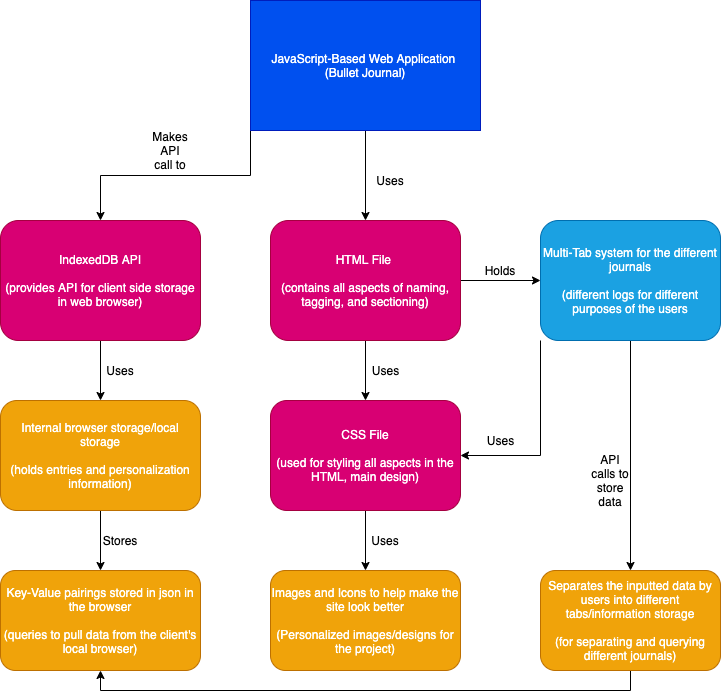 JavaScript-Based Web Application
(Bullet Journal)
Makes
API
call to
Uses
IndexedDB API
(provides API for client side storage
in web browser)
HTML File
(contains all aspects of naming,
tagging, and sectioning)
Holds
Multi-Tab system for the different
journals
(different logs for different
purposes of the users
Uses
Uses
Internal browser storage/local
storage
(holds entries and personalization
information)
CSS File
(used for styling all aspects in the
HTML, main design)
Uses
API
calls to
store
data
Stores
Uses
Key-Value pairings stored in json in
the browser
(queries to pull data from the client's
local browser)
Images and Icons to help make the
site look better
(Personalized images/designs for
the project)
Separates the inputted data by
users into different
tabs/information storage
(for separating and querying
different journals)